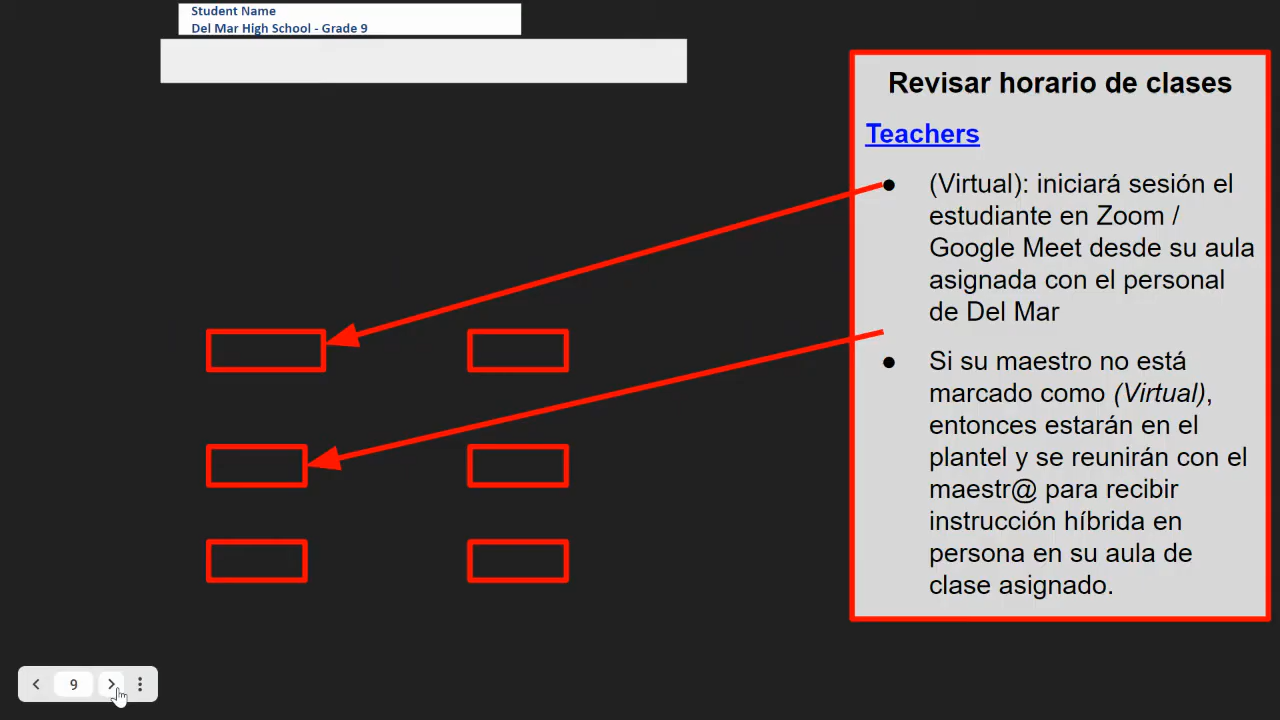 Student Name
Del Mar High School - Grade 9
Revisar horario de clases
Teachers
● (Virtual): iniciará sesión el
estudiante en Zoom /
Google Meet desde su aula
asignada con el personal
de Del Mar
● Si su maestro no está
marcado como (Virtual),
entonces estarán en el
plantel y se reunirán con el
maestr@ para recibir
instrucción híbrida en
persona en su aula de
clase asignado.
9